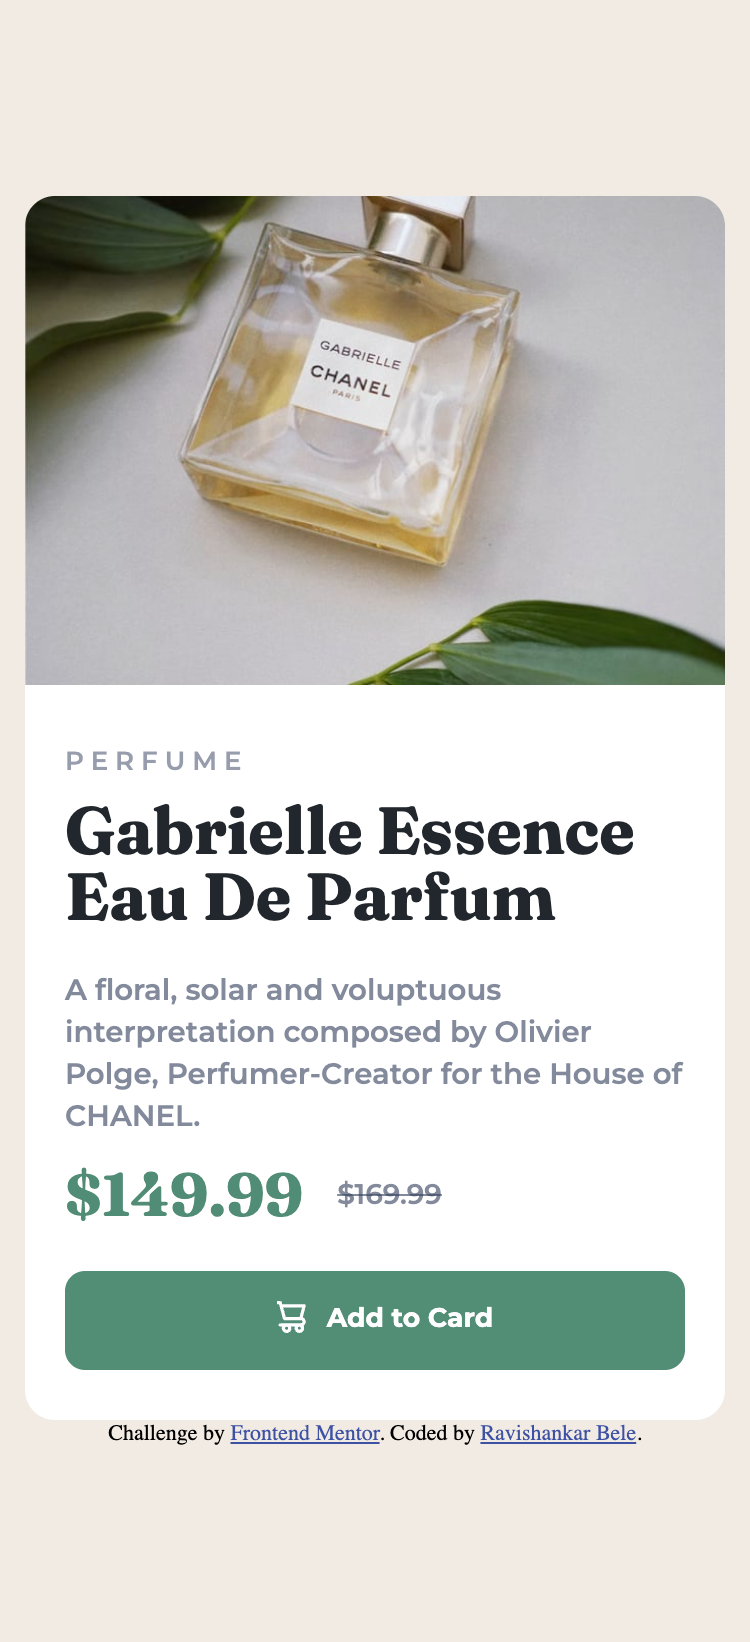 GABRIELLE
CHANEL
PARIS
PERFUME
Gabrielle Essence
Eau De Parfum
A floral, solar and voluptuous
interpretation composed by Olivier
Polge, Perfumer-Creator for the House of
CHANEL.
$149.99 $169.99
Add to Card
Challenge by Frontend Mentor. Coded by Ravishankar Bele.